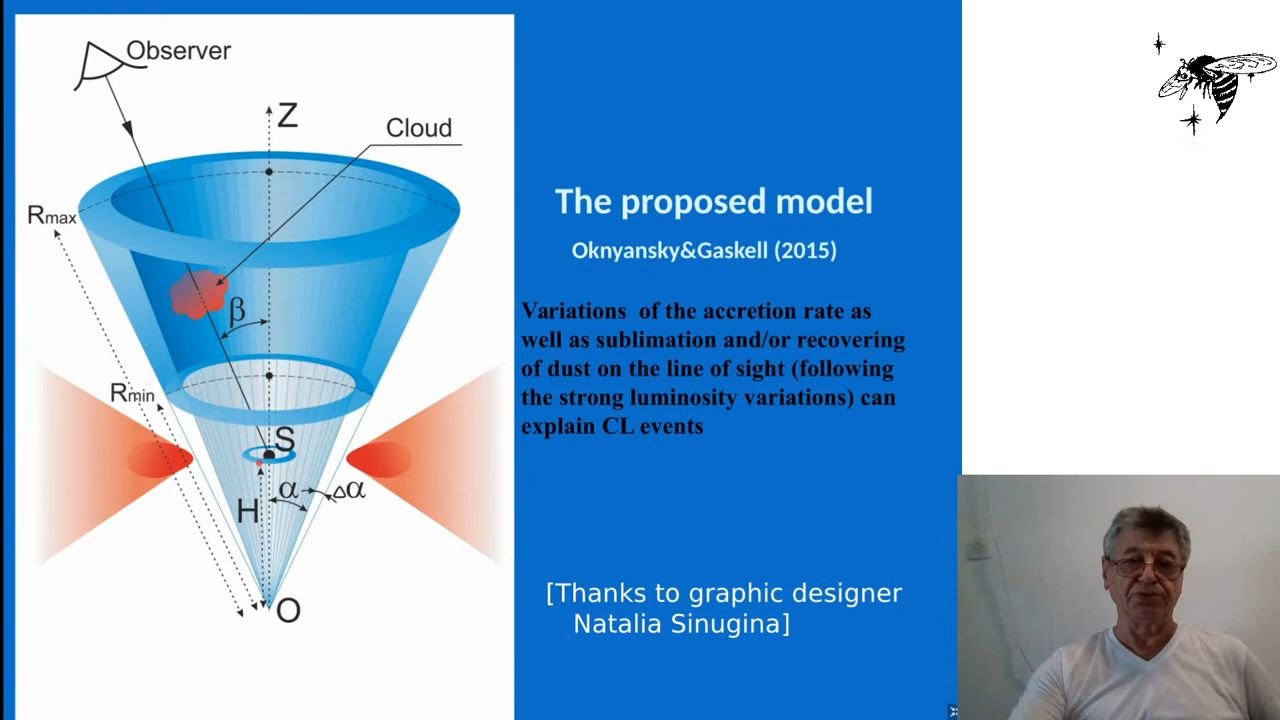 Observer
Z
Cloud
Rmax
β
Rmin
S
α
Δα
H
O
The proposed model
Oknyansky&Gaskell (2015)
Variations of the accretion rate as
well as sublimation and/or recovering
of dust on the line of sight (following
the strong luminosity variations) can
explain CL events
[Thanks to graphic designer
Natalia Sinugina]